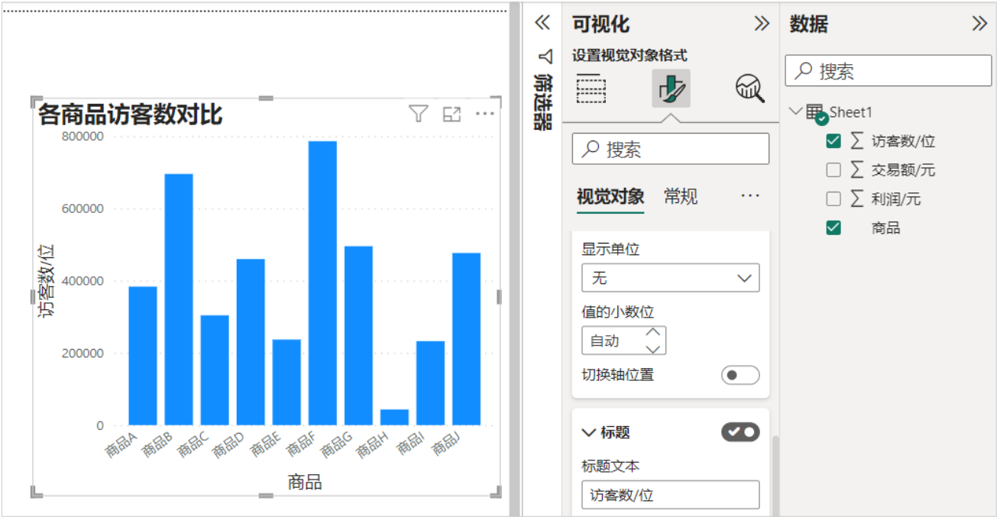 各商品访客数对比
800000
600000
400000
200000
0
访客数/位
商品A
商品B
商品C
商品D
商品E
商品F
商品G
商品H
商品I
商品J
商品
筛选器
可视化
设置视觉对象格式
搜索
视觉对象 常规
显示单位
无
值的小数位
自动
切换轴位置
标题
标题文本
访客数/位
数据
搜索
Sheet1
∑ 访客数/位
∑ 交易额/元
∑ 利润/元
商品